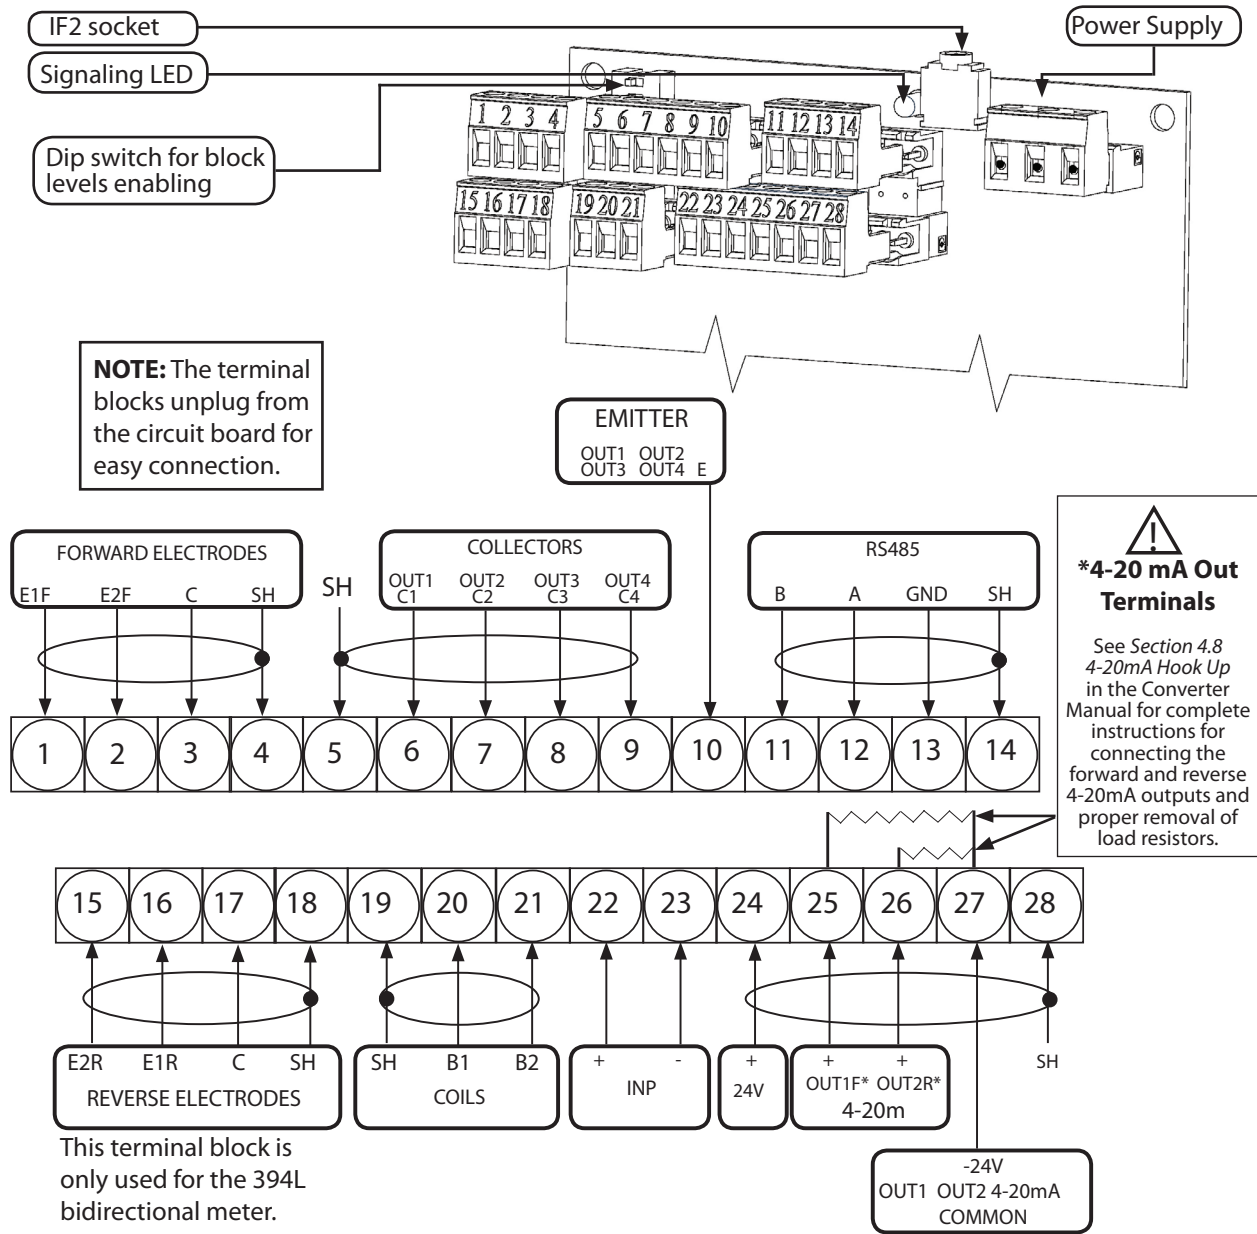 IF2 socket
Power Supply
Signaling LED
Dip switch for block
levels enabling
1 2 3 4
5 6 7 8 9 10
11 12 13 14
15 16 17 18
19 20 21
22 23 24 25 26 27 28
NOTE: The terminal
blocks unplug from
the circuit board for
easy connection.
EMITTER
OUT1 OUT2
OUT3 OUT4 E
FORWARD ELECTRODES
E1F E2F C SH
SH
COLLECTORS
OUT1 OUT2 OUT3 OUT4
C1 C2 C3 C4
RS485
B A GND SH
*4-20 mA Out
Terminals
See Section 4.8
4-20mA Hook Up
in the Converter
Manual for complete
instructions for
connecting the
forward and reverse
4-20mA outputs and
proper removal of
load resistors.
1 2 3 4 5 6 7 8 9 10 11 12 13 14
15 16 17 18 19 20 21 22 23 24 25 26 27 28
E2R E1R C SH
REVERSE ELECTRODES
SH B1 B2
COILS
+ -
INP
+
24V
+ +
OUT1F* OUT2R*
4-20m
SH
This terminal block is
only used for the 394L
bidirectional meter.
-24V
OUT1 OUT2 4-20mA
COMMON